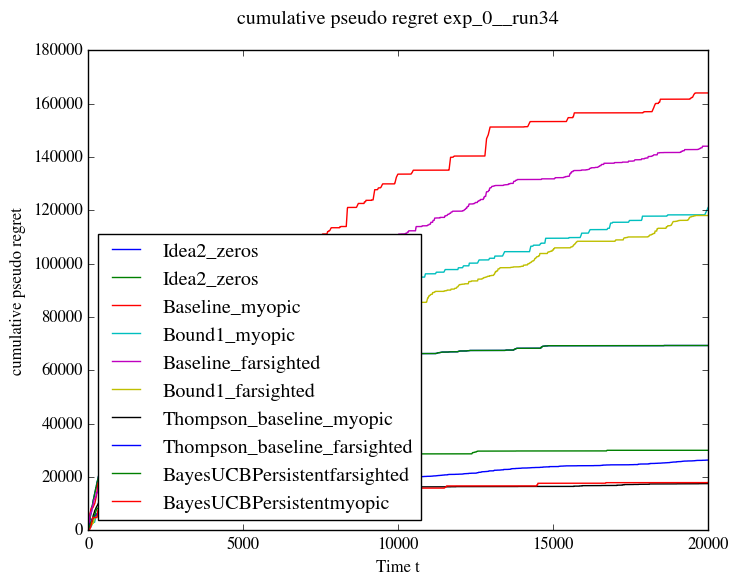 cumulative pseudo regret exp_0__run34
180000
160000
140000
120000
100000
80000
60000
40000
20000
0
cumulative pseudo regret
Idea2_zeros
Idea2_zeros
Baseline_myopic
Bound1_myopic
Baseline_farsighted
Bound1_farsighted
Thompson_baseline_myopic
Thompson_baseline_farsighted
BayesUCBPersistentfarsighted
BayesUCBPersistentmyopic
0 5000 10000 15000 20000
Time t